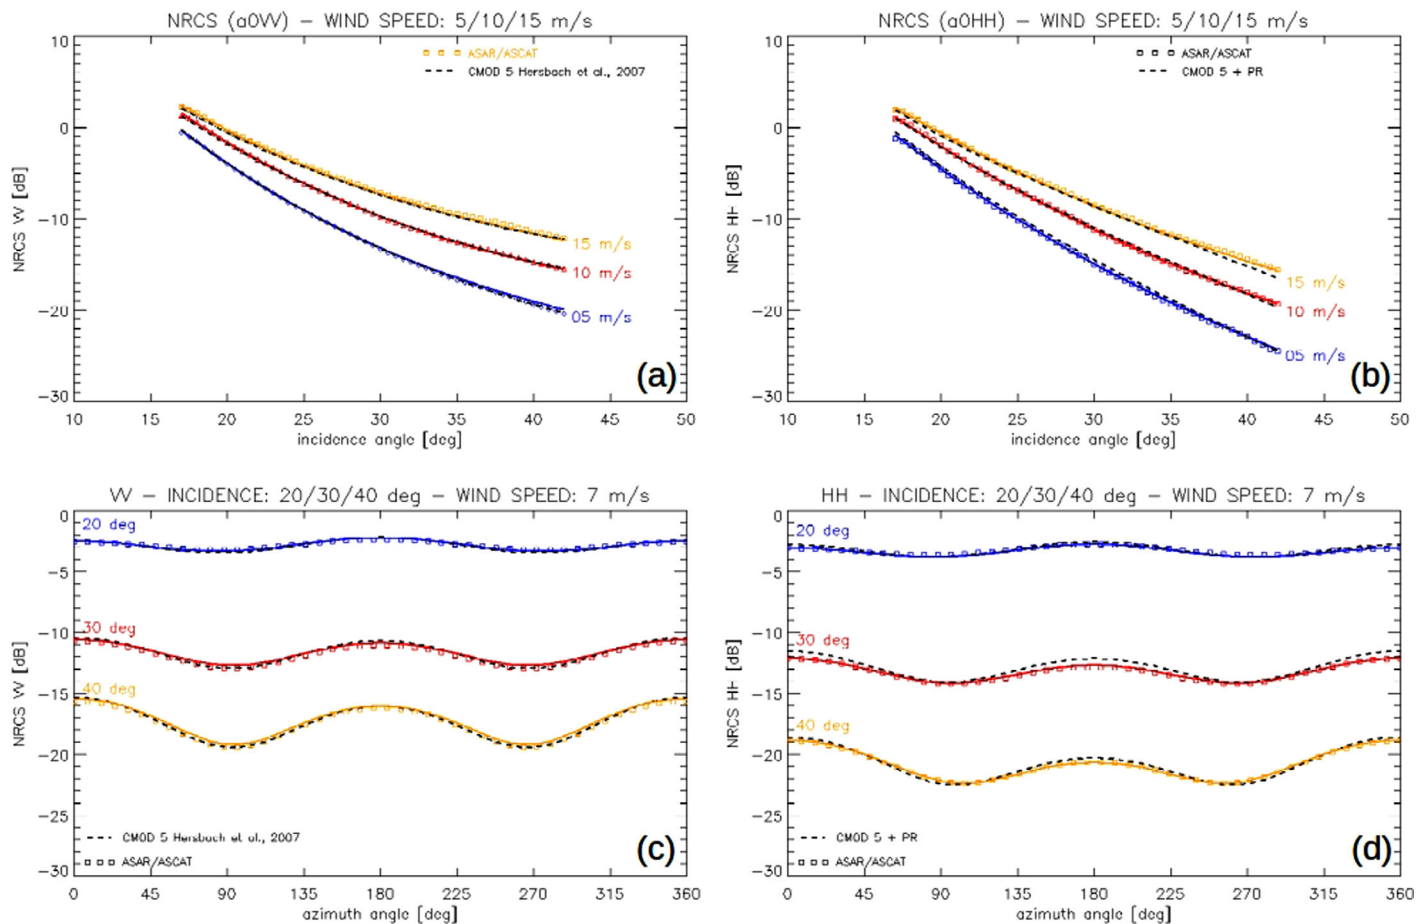 NRCS (a0VV) – WIND SPEED: 5/10/15 m/s
10
0
−10
−20
−30
NRCS VV [dB]
ASAR/ASCAT
CMOD 5 Hersbach et al., 2007
15 m/s
10 m/s
05 m/s
(a)
10 15 20 25 30 35 40 45 50
incidence angle [deg]
NRCS (a0HH) – WIND SPEED: 5/10/15 m/s
10
0
−10
−20
−30
NRCS HH [dB]
ASAR/ASCAT
CMOD 5 + PR
15 m/s
10 m/s
05 m/s
(b)
10 15 20 25 30 35 40 45 50
incidence angle [deg]
VV – INCIDENCE: 20/30/40 deg – WIND SPEED: 7 m/s
0
−5
−10
−15
−20
−25
−30
NRCS VV [dB]
20 deg
30 deg
40 deg
CMOD 5 Hersbach et al., 2007
ASAR/ASCAT
(c)
0 45 90 135 180 225 270 315 360
azimuth angle [deg]
HH – INCIDENCE: 20/30/40 deg – WIND SPEED: 7 m/s
0
−5
−10
−15
−20
−25
−30
NRCS HH [dB]
20 deg
30 deg
40 deg
CMOD 5 + PR
ASAR/ASCAT
(d)
0 45 90 135 180 225 270 315 360
azimuth angle [deg]